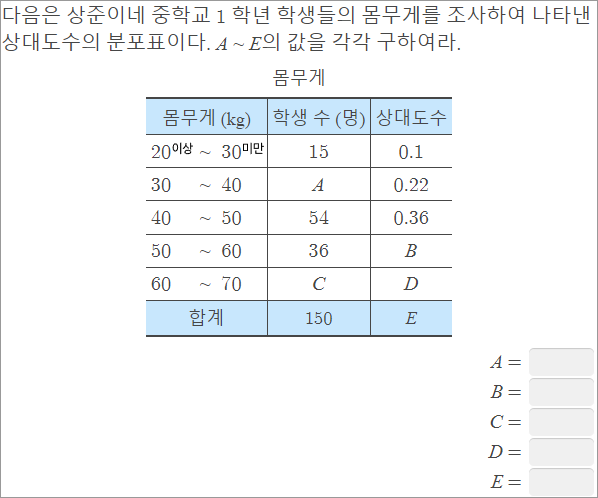 다음은 상준이네 중학교 1 학년 학생들의 몸무게를 조사하여 나타낸
상대도수의 분포표이다. A ~ E의 값을 각각 구하여라.
몸무게
몸무게 (kg) 학생 수 (명) 상대도수
20이상 ~ 30미만 15 0.1
30 ~ 40 A 0.22
40 ~ 50 54 0.36
50 ~ 60 36 B
60 ~ 70 C D
합계 150 E
A =
B =
C =
D =
E =